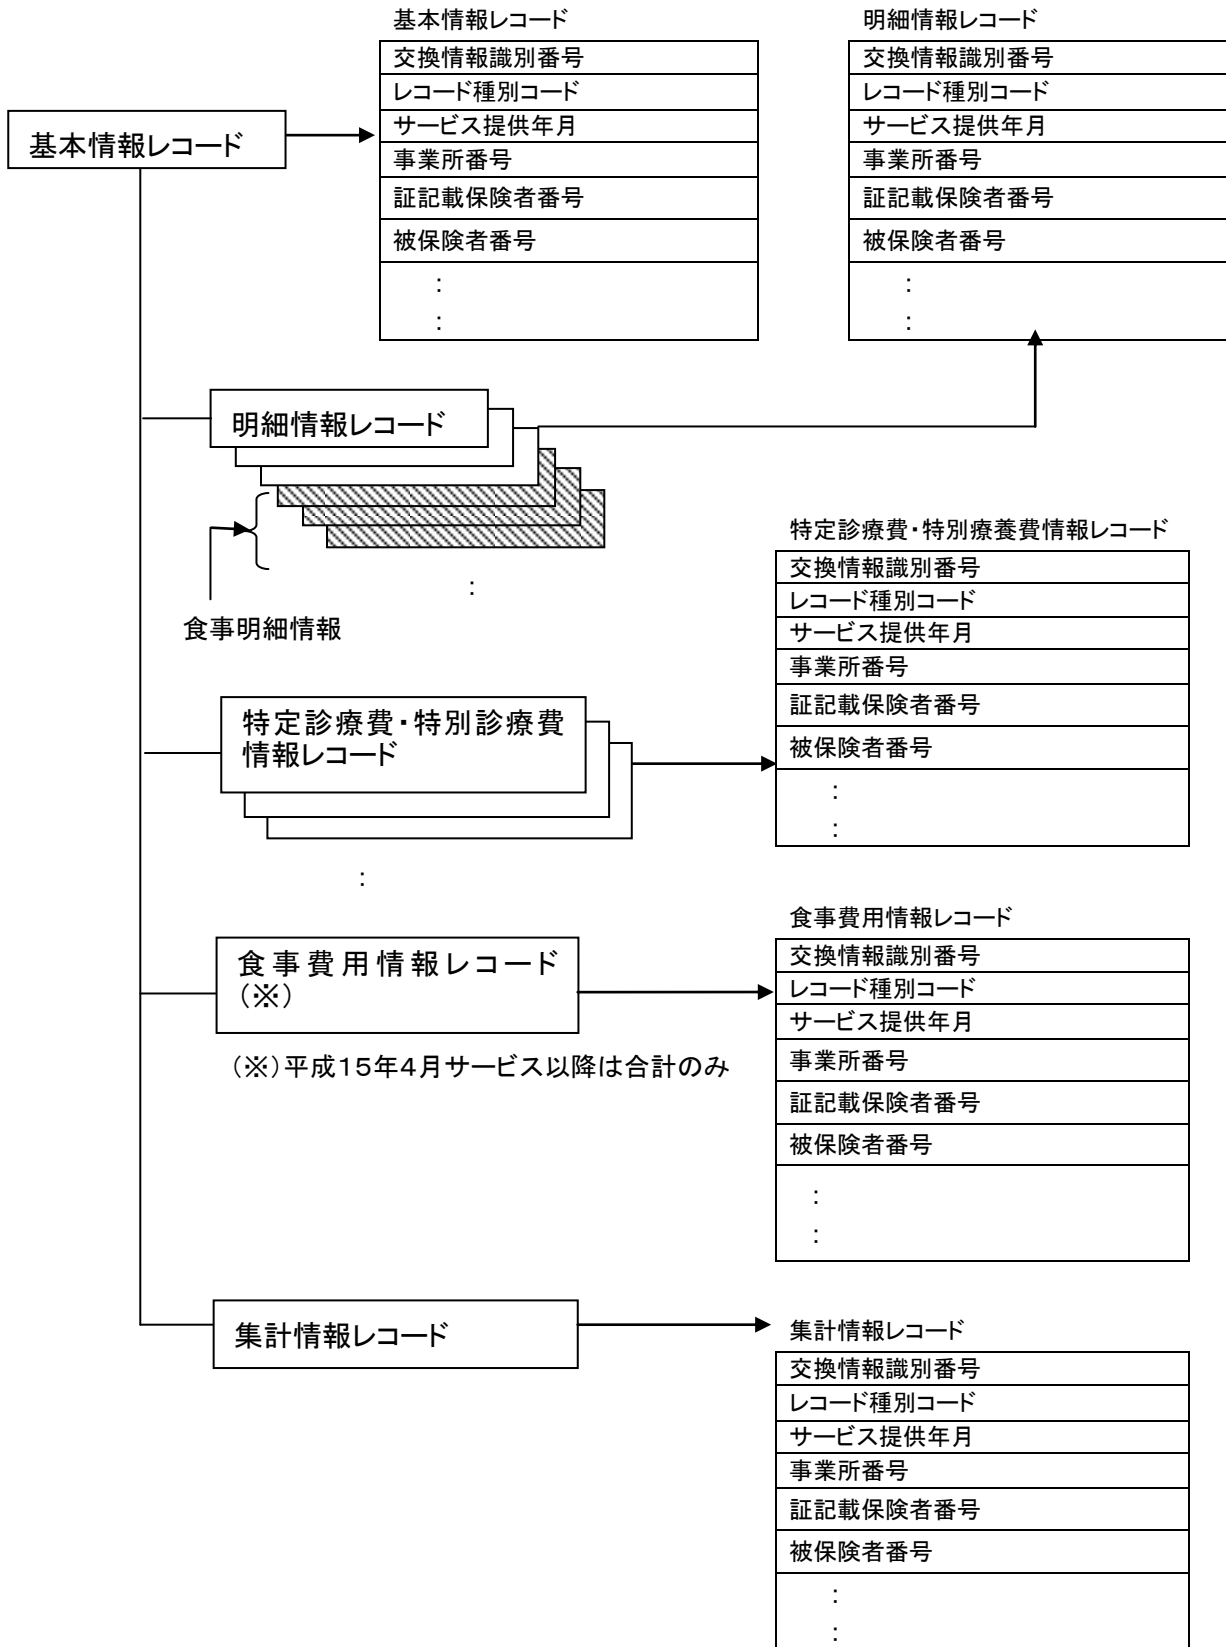 基本情報レコード
基本情報レコード
交換情報識別番号
レコード種別コード
サービス提供年月
事業所番号
証記載保険者番号
被保険者番号
:
:
明細情報レコード
交換情報識別番号
レコード種別コード
サービス提供年月
事業所番号
証記載保険者番号
被保険者番号
:
:
明細情報レコード
:
食事明細情報
特定診療費・特別療養費情報レコード
交換情報識別番号
レコード種別コード
サービス提供年月
事業所番号
証記載保険者番号
被保険者番号
:
:
特定診療費・特別診療費
情報レコード
:
食事費用情報レコード
(※)
(※)平成15年4月サービス以降は合計のみ
食事費用情報レコード
交換情報識別番号
レコード種別コード
サービス提供年月
事業所番号
証記載保険者番号
被保険者番号
:
:
集計情報レコード
集計情報レコード
交換情報識別番号
レコード種別コード
サービス提供年月
事業所番号
証記載保険者番号
被保険者番号
:
: